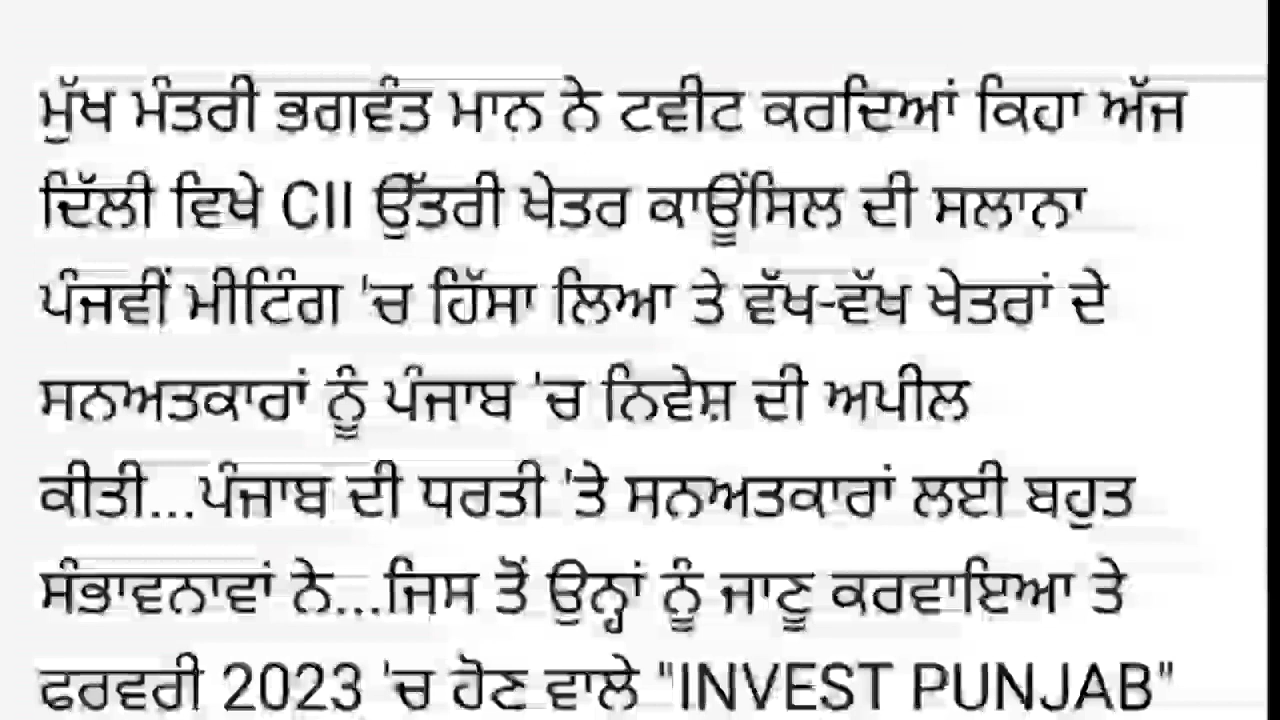 ਮੁੱਖ ਮੰਤਰੀ ਭਗਵੰਤ ਮਾਨ ਨੇ ਟਵੀਟ ਕਰਦਿਆਂ ਕਿਹਾ ਅੱਜ
ਦਿੱਲੀ ਵਿਖੇ CII ਉੱਤਰੀ ਖੇਤਰ ਕਾਊਂਸਿਲ ਦੀ ਸਲਾਨਾ
ਪੰਜਵੀਂ ਮੀਟਿੰਗ 'ਚ ਹਿੱਸਾ ਲਿਆ ਤੇ ਵੱਖ-ਵੱਖ ਖੇਤਰਾਂ ਦੇ
ਸਨਅਤਕਾਰਾਂ ਨੂੰ ਪੰਜਾਬ 'ਚ ਨਿਵੇਸ਼ ਦੀ ਅਪੀਲ
ਕੀਤੀ...ਪੰਜਾਬ ਦੀ ਧਰਤੀ 'ਤੇ ਸਨਅਤਕਾਰਾਂ ਲਈ ਬਹੁਤ
ਸੰਭਾਵਨਾਵਾਂ ਨੇ...ਜਿਸ ਤੋਂ ਉਨ੍ਹਾਂ ਨੂੰ ਜਾਣੂ ਕਰਵਾਇਆ ਤੇ
ਫਰਵਰੀ 2023 'ਚ ਹੋਣ ਵਾਲੇ "INVEST PUNJAB"